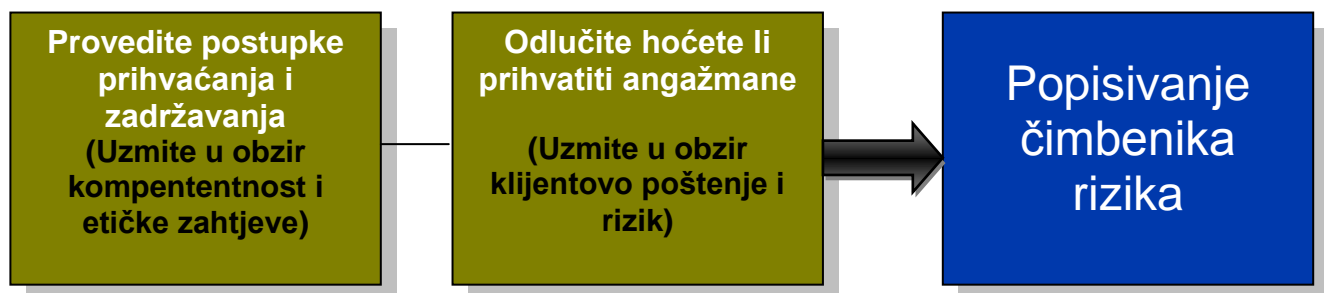 Provedite postupke
prihvaćanja i
zadržavanja
(Uzmite u obzir
kompententnost i
etičke zahtjeve)
Odlučite hoćete li
prihvatiti angažmane
(Uzmite u obzir
klijentovo poštenje i
rizik)
Popisivanje
čimbenika
rizika